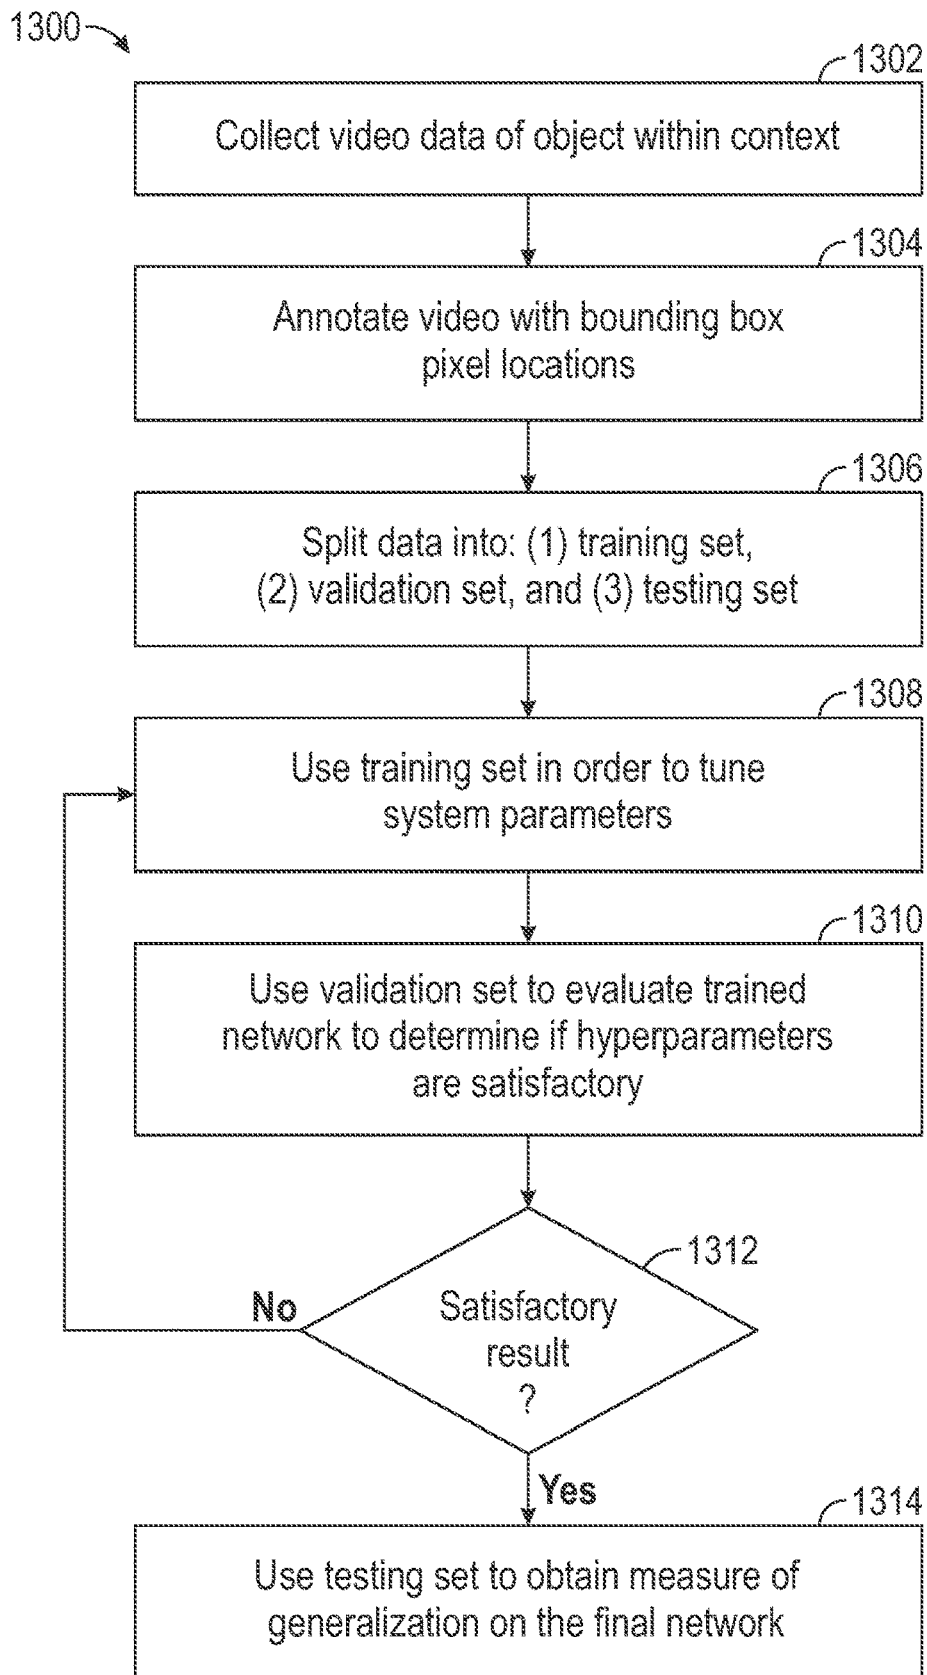 1300
1302
Collect video data of object within context
1304
Annotate video with bounding box
pixel locations
1306
Split data into: (1) training set,
(2) validation set, and (3) testing set
1308
Use training set in order to tune
system parameters
1310
Use validation set to evaluate trained
network to determine if hyperparameters
are satisfactory
1312
Satisfactory
result
?
No
Yes
1314
Use testing set to obtain measure of
generalization on the final network